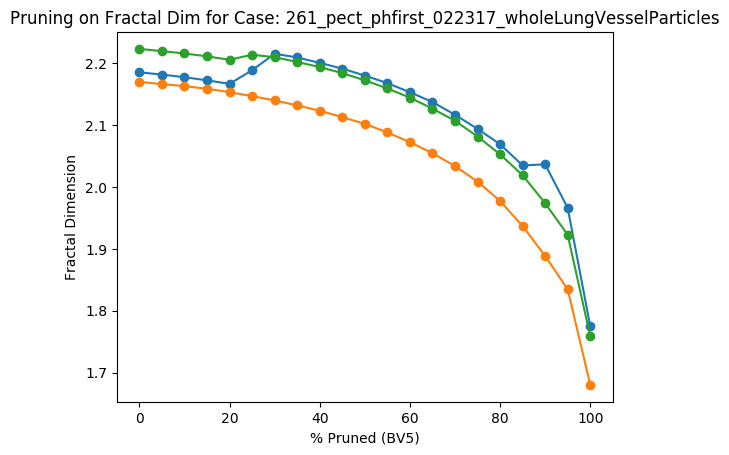 Pruning on Fractal Dim for Case: 261_pect_phfirst_022317_wholeLungVesselParticles
2.2
2.1
2.0
1.9
1.8
1.7
Fractal Dimension
0 20 40 60 80 100
% Pruned (BV5)